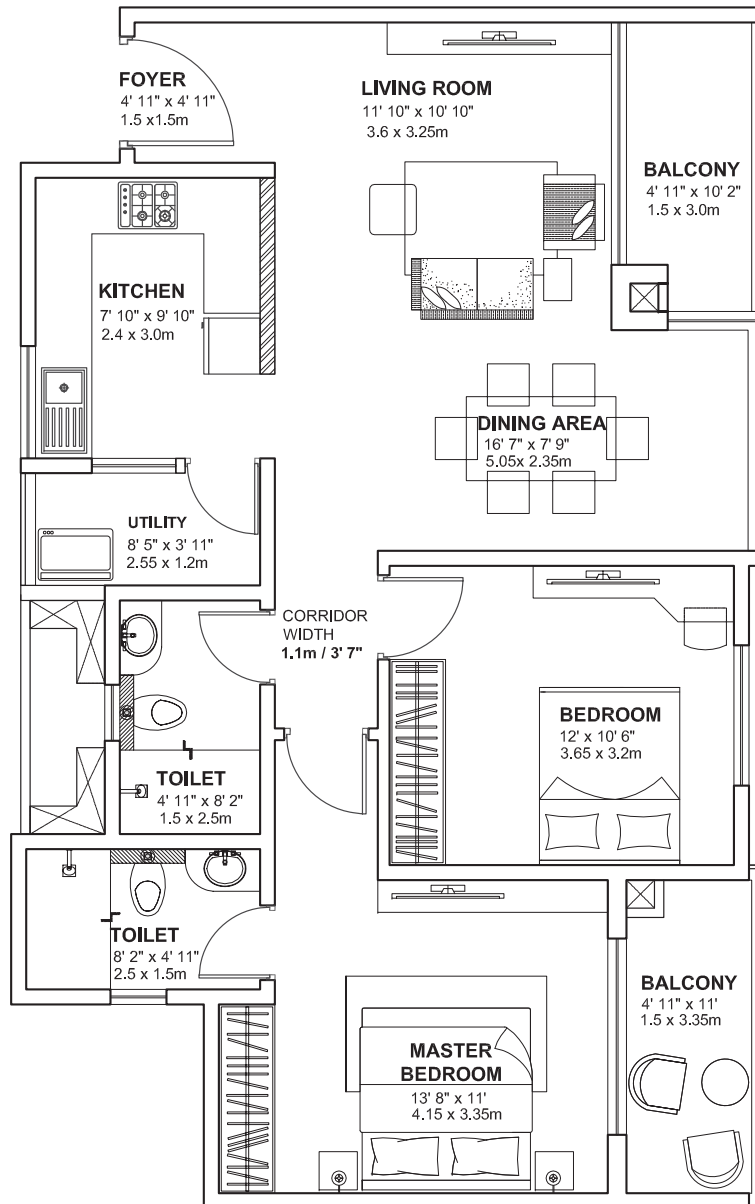 FOYER
4' 11" x 4' 11"
1.5 x1.5m
LIVING ROOM
11' 10" x 10' 10"
3.6 x 3.25m
BALCONY
4' 11" x 10' 2"
1.5 x 3.0m
KITCHEN
7' 10" x 9' 10"
2.4 x 3.0m
DINING AREA
16' 7" x 7' 9"
5.05x 2.35m
UTILITY
8' 5" x 3' 11"
2.55 x 1.2m
CORRIDOR
WIDTH
1.1m / 3' 7"
BEDROOM
12' x 10' 6"
3.65 x 3.2m
TOILET
4' 11" x 8' 2"
1.5 x 2.5m
TOILET
8' 2" x 4' 11"
2.5 x 1.5m
BALCONY
4' 11" x 11'
1.5 x 3.35m
MASTER
BEDROOM
13' 8" x 11'
4.15 x 3.35m